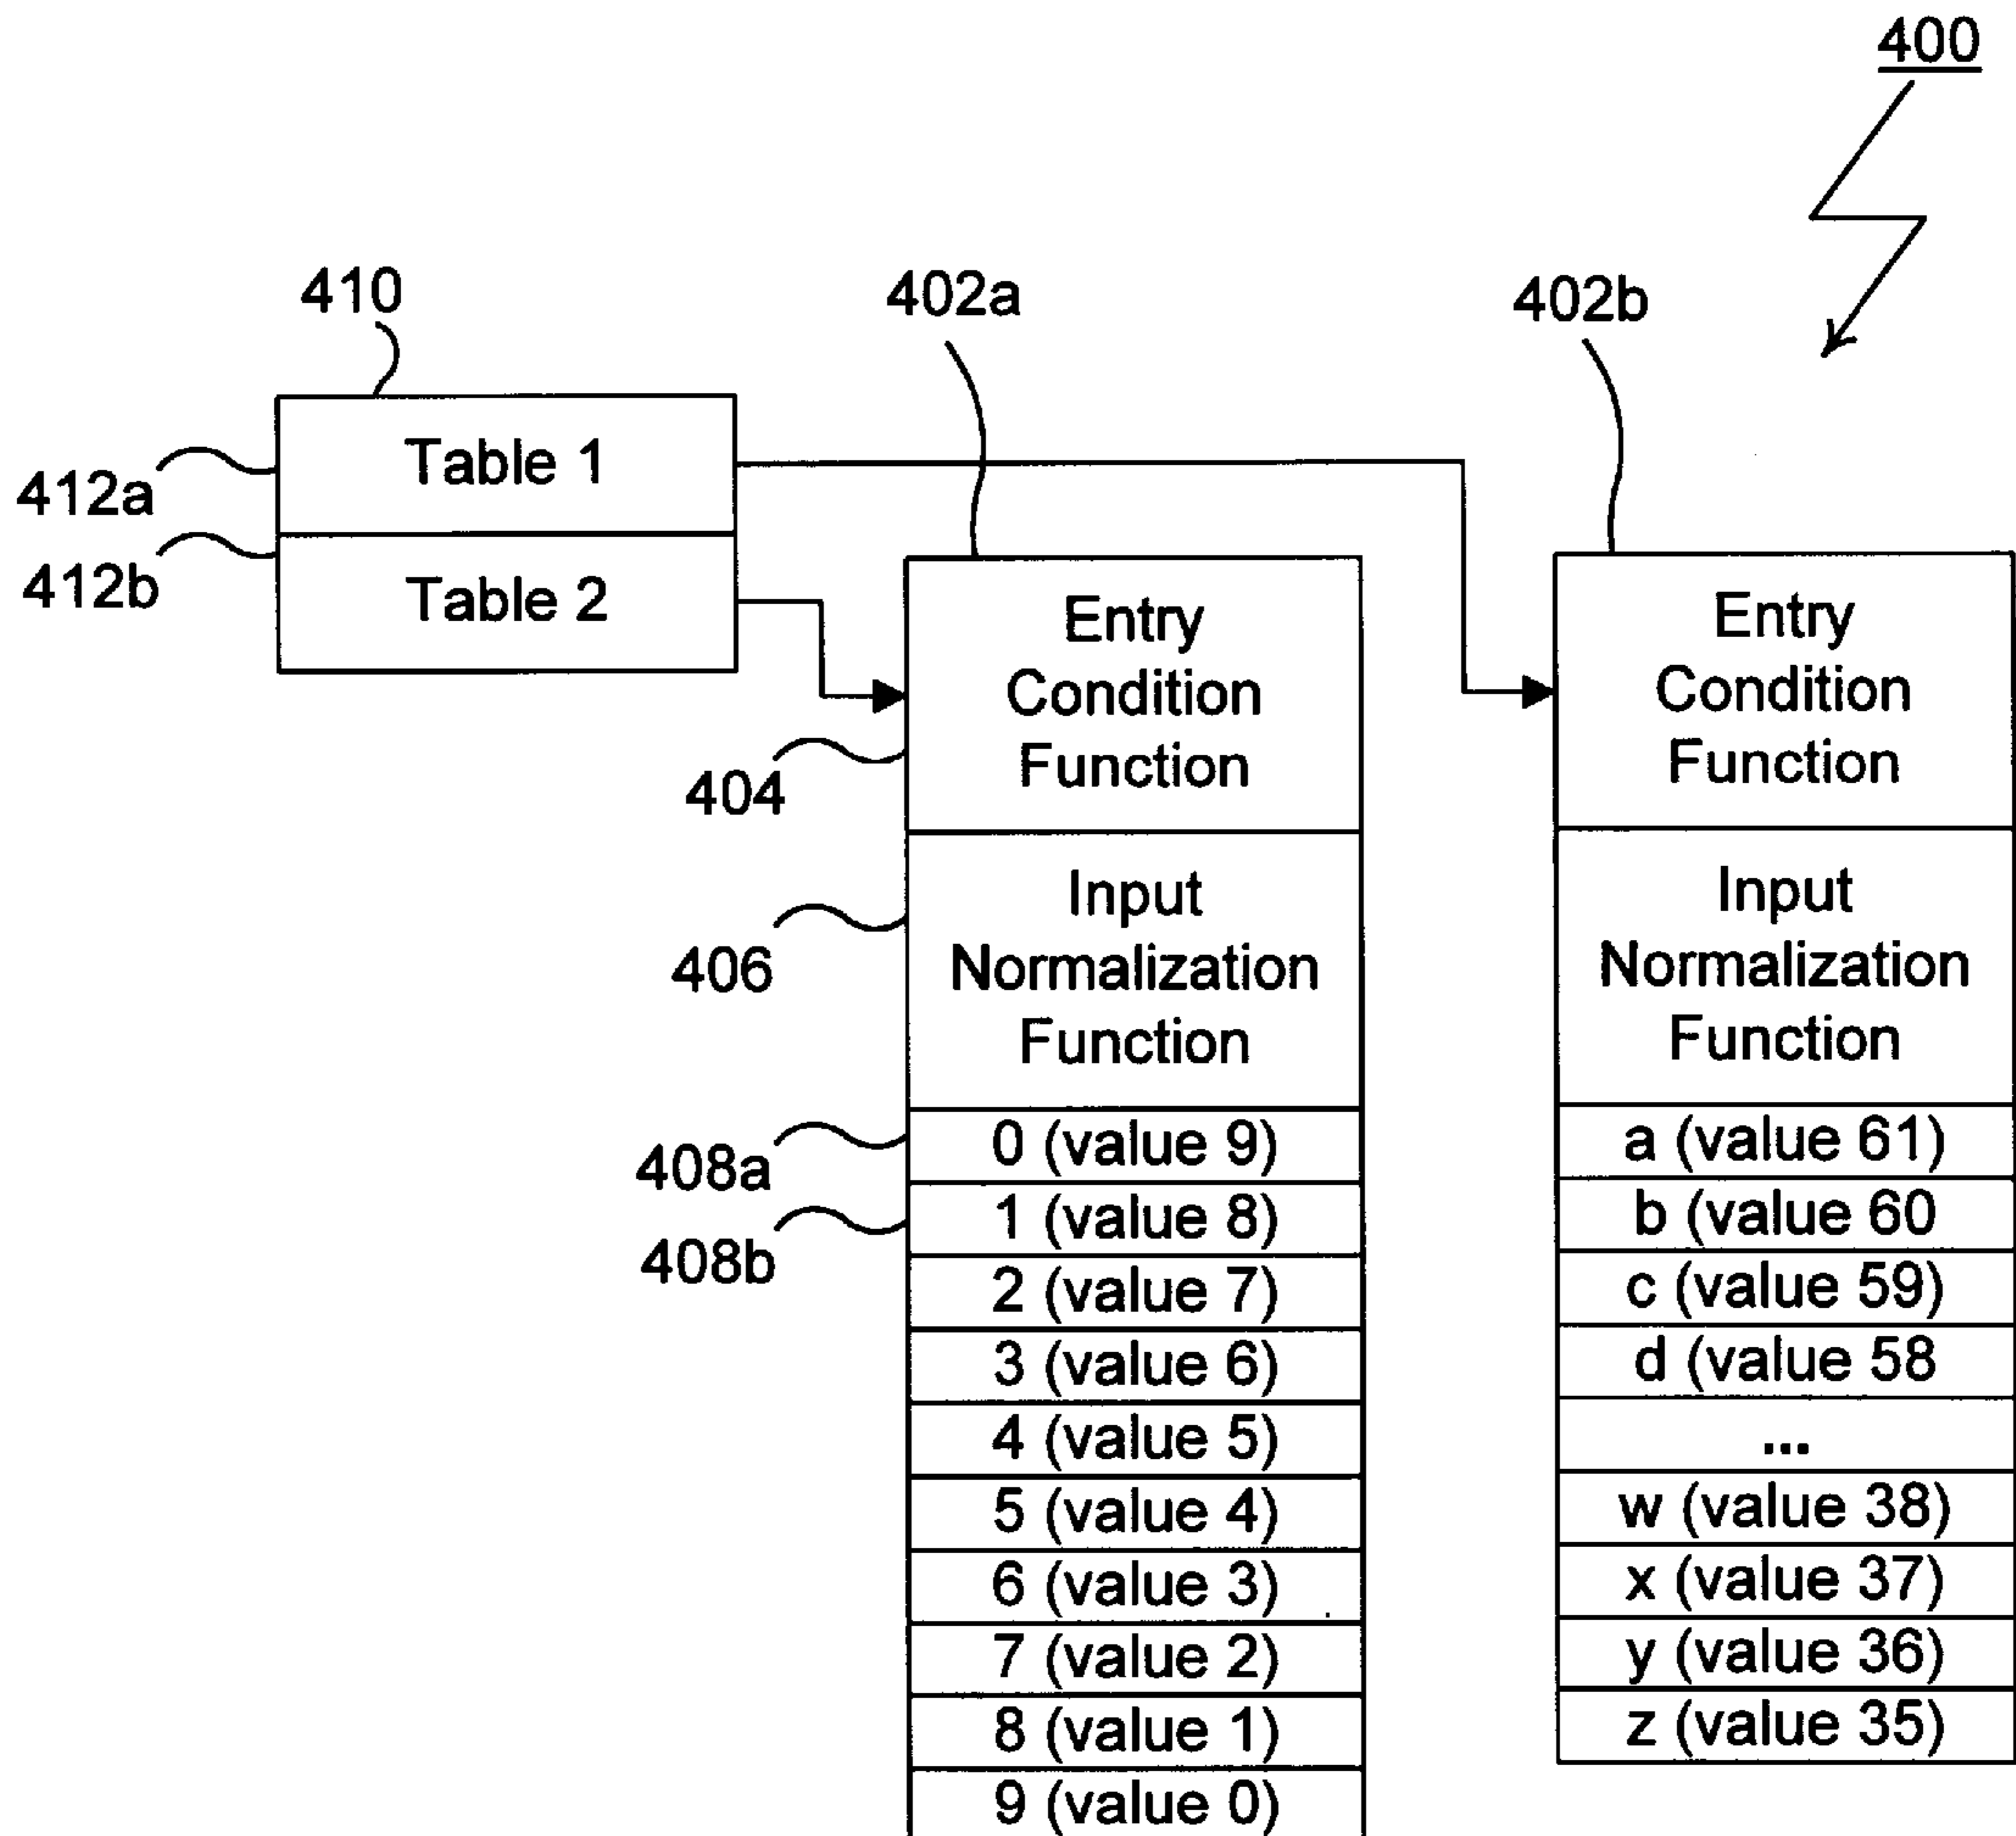 400
410
402a
402b
412a
Table 1
412b
Table 2
Entry
Condition
Function
404
Input
Normalization
Function
406
0 (value 9)
408a
1 (value 8)
408b
2 (value 7)
3 (value 6)
4 (value 5)
5 (value 4)
6 (value 3)
7 (value 2)
8 (value 1)
9 (value 0)
Entry
Condition
Function
Input
Normalization
Function
a (value 61)
b (value 60
c (value 59)
d (value 58
...
w (value 38)
x (value 37)
y (value 36)
z (value 35)